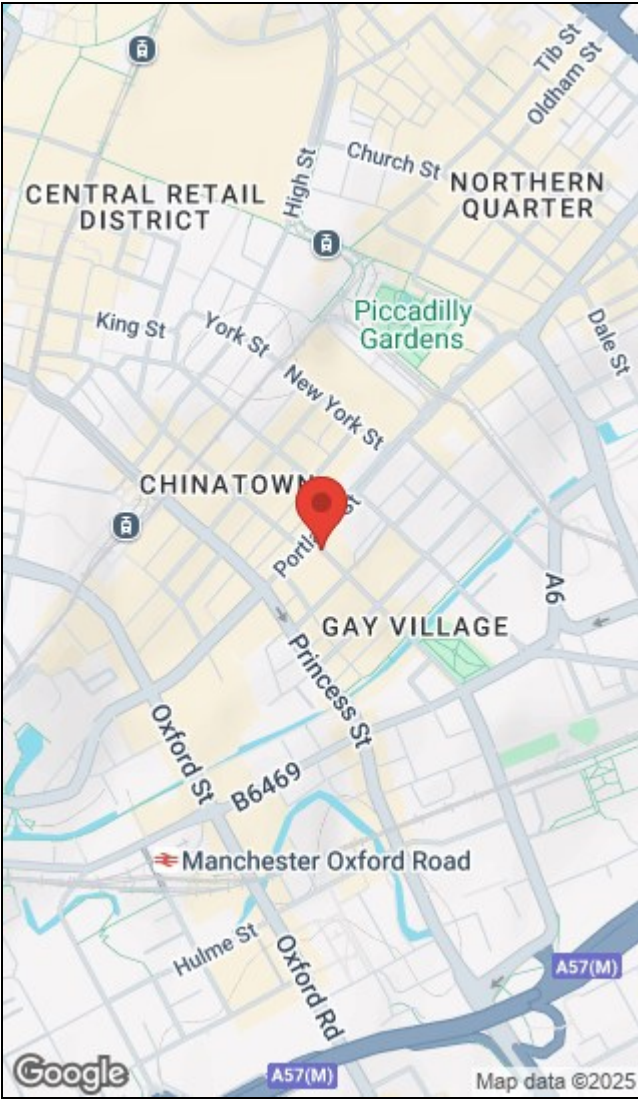 Tib St
Oldham St
Church St
High St
NORTHERN
QUARTER
CENTRAL RETAIL
DISTRICT
Piccadilly
Gardens
King St
York St
New York St
Dale St
CHINATOWN
Portland St
A6
GAY VILLAGE
Princess St
Oxford St
B6469
Manchester Oxford Road
Hulme St
Oxford Rd
A57(M)
A57(M)
Google
Map data ©2025